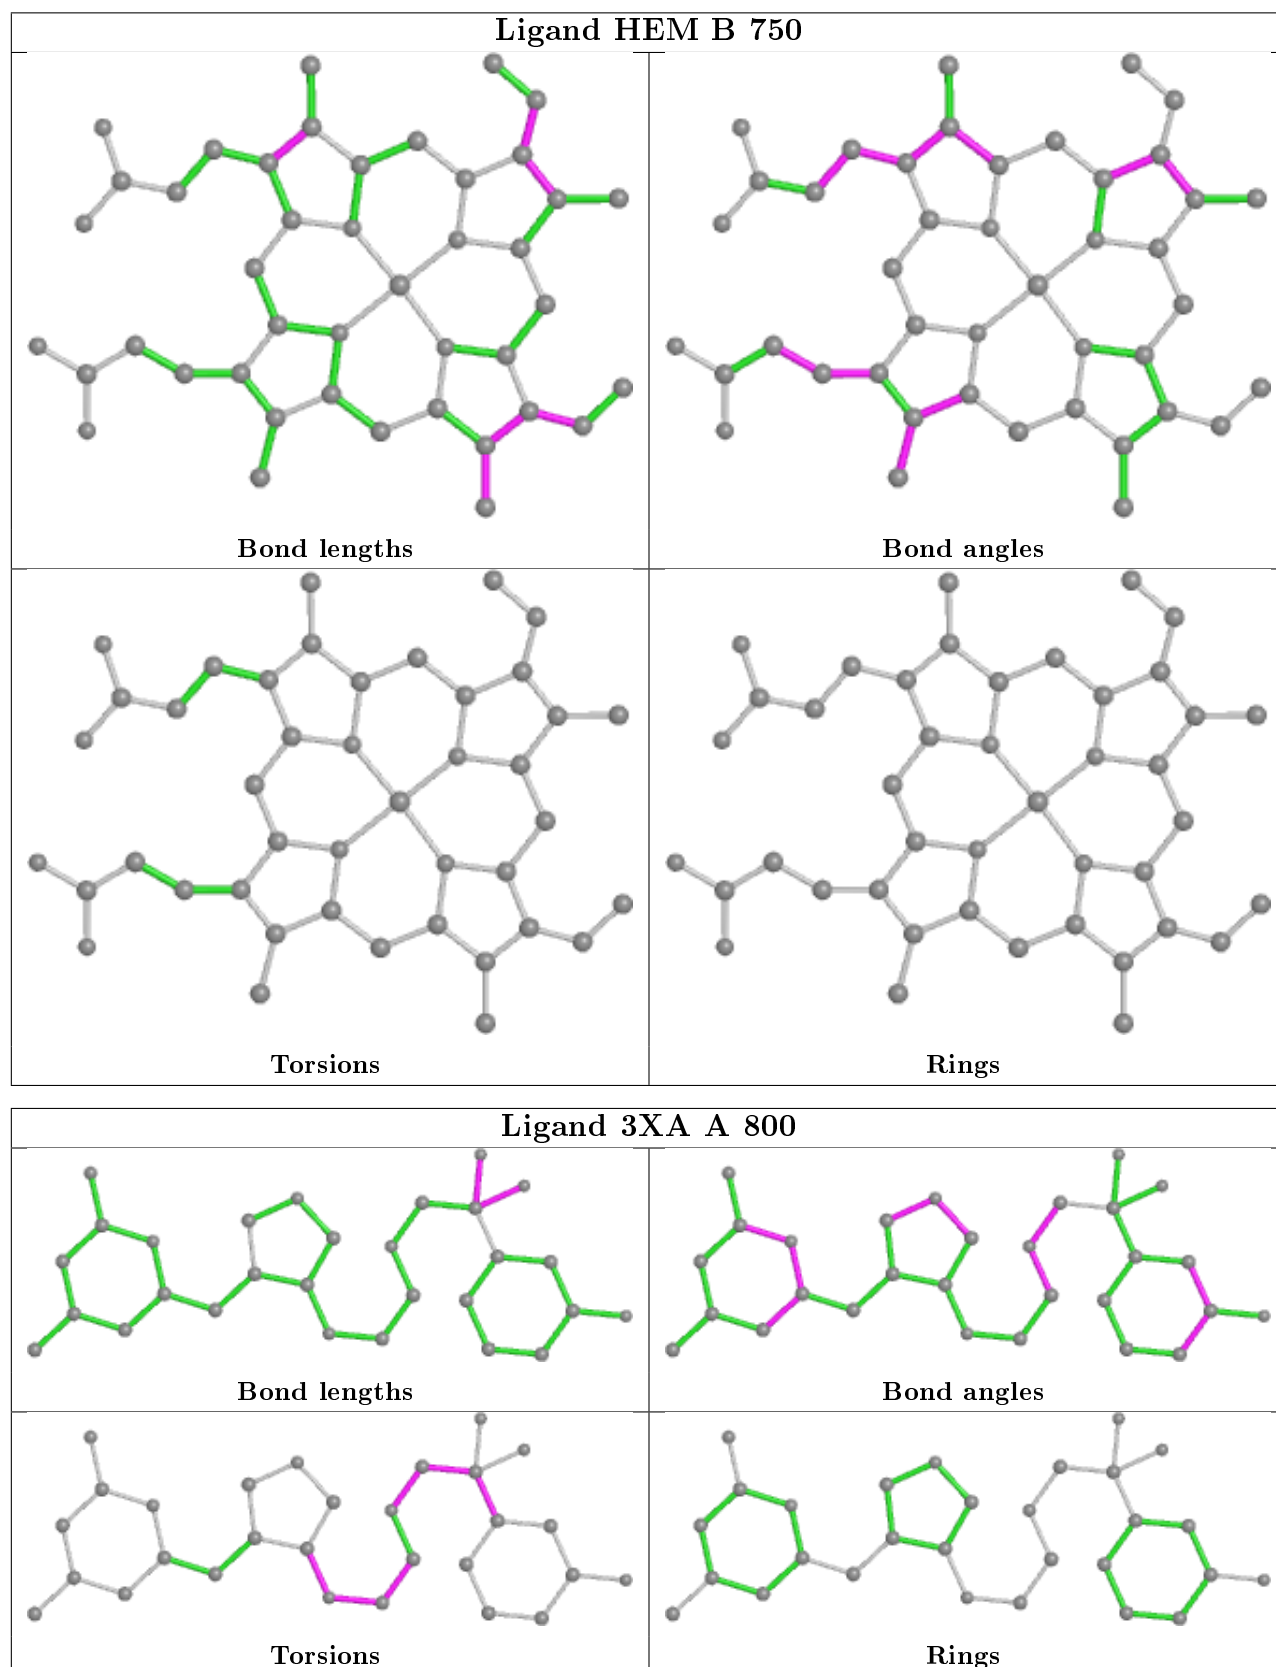 Ligand HEM B 750
Bond lengths
Bond angles
Torsions
Rings
Ligand 3XA A 800
Bond lengths
Bond angles
Torsions
Rings